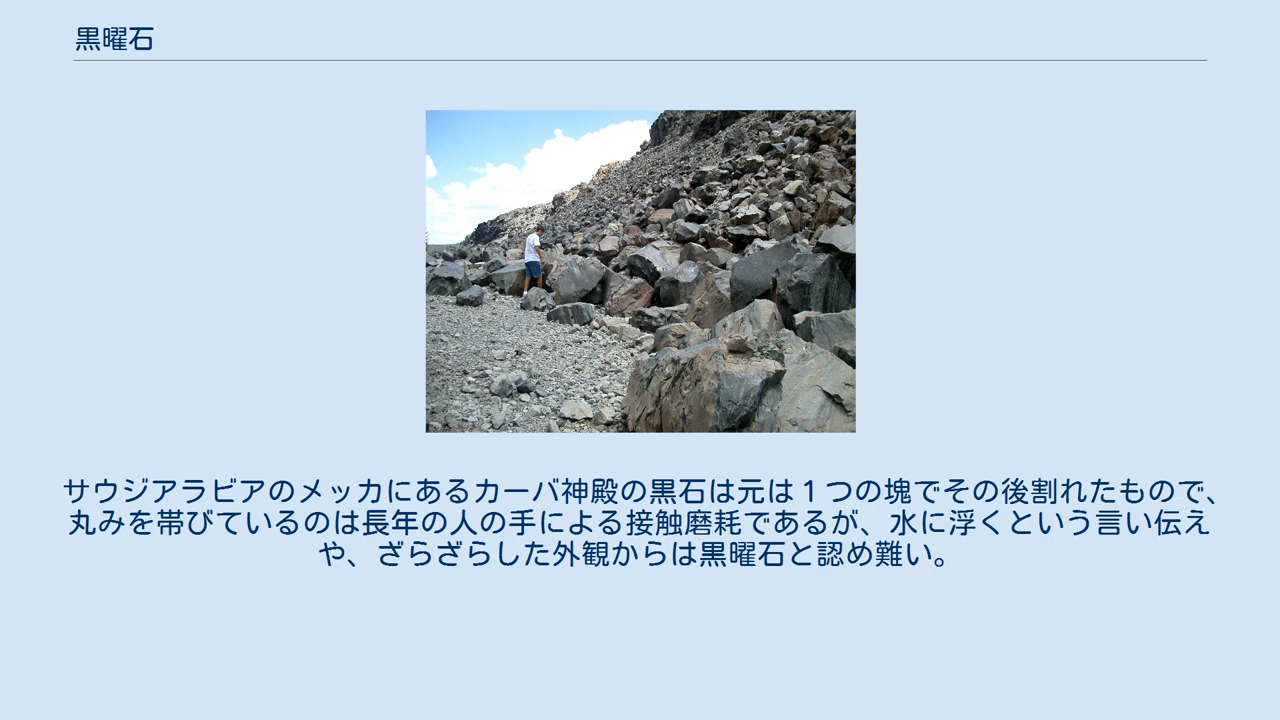 黒曜石
サウジアラビアのメッカにあるカーバ神殿の黒石は元は１つの塊でその後割れたもので、
丸みを帯びているのは長年の人の手による接触磨耗であるが、水に浮くという言い伝え
や、ざらざらした外観からは黒曜石と認め難い。